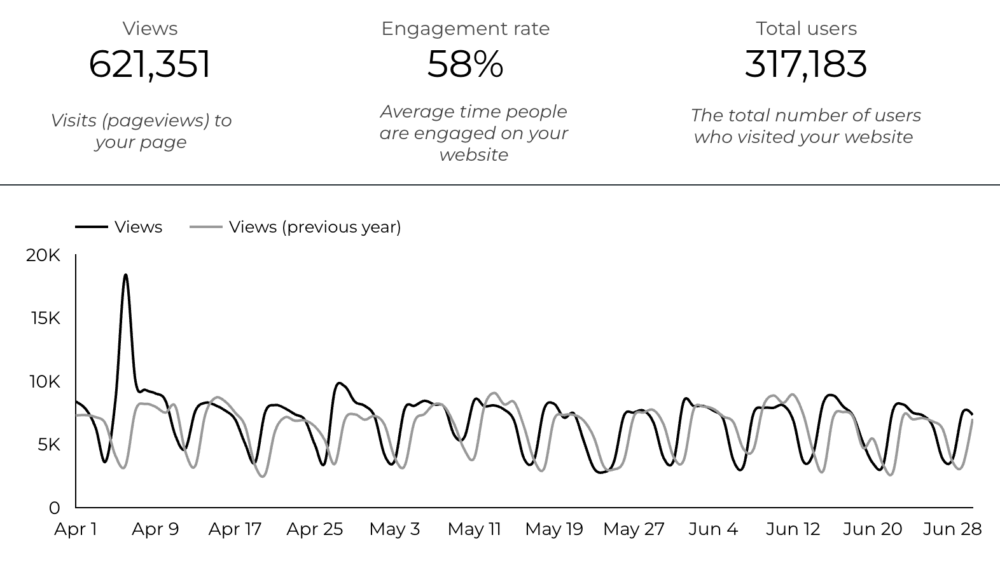 Views
621,351
Visits (pageviews) to
your page
Engagement rate
58%
Average time people
are engaged on your
website
Total users
317,183
The total number of users
who visited your website
Views
Views (previous year)
20K
15K
10K
5K
0
Apr 1
Apr 9
Apr 17
Apr 25
May 3
May 11
May 19
May 27
Jun 4
Jun 12
Jun 20
Jun 28